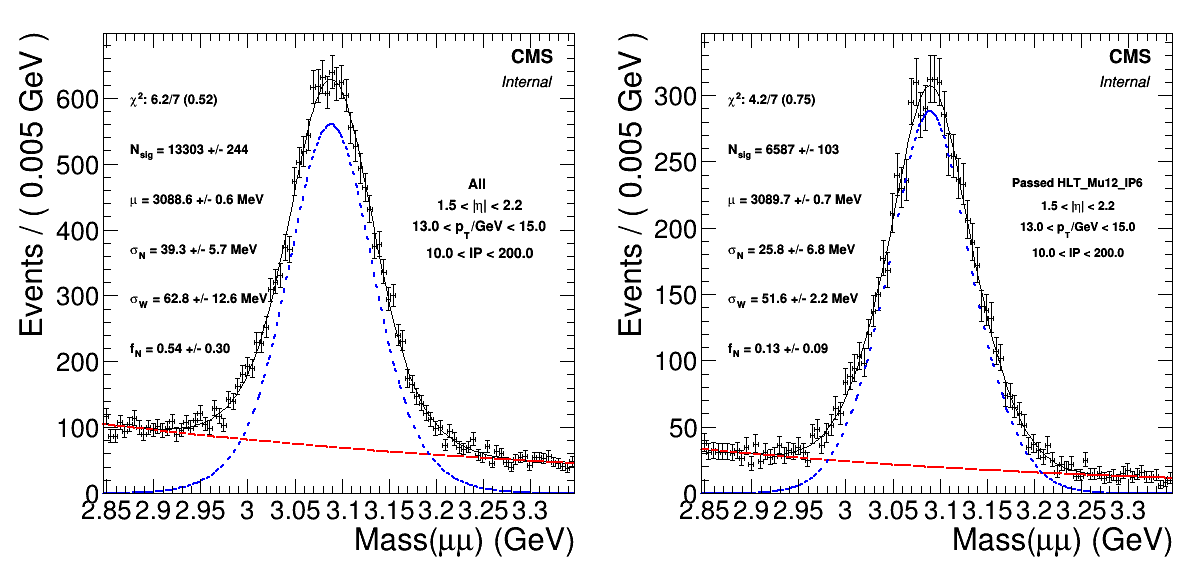 Events / ( 0.005 GeV )
600
500
400
300
200
100
0
CMS
Internal
χ²: 6.2/7 (0.52)
N_sig = 13303 +/- 244
μ = 3088.6 +/- 0.6 MeV
σ_N = 39.3 +/- 5.7 MeV
σ_W = 62.8 +/- 12.6 MeV
f_N = 0.54 +/- 0.30
All
1.5 < |η| < 2.2
13.0 < p_T/GeV < 15.0
10.0 < IP < 200.0
2.85 2.9 2.95 3 3.05 3.1 3.15 3.2 3.25 3.3
Mass(μμ) (GeV)
Events / ( 0.005 GeV )
300
250
200
150
100
50
0
CMS
Internal
χ²: 4.2/7 (0.75)
N_sig = 6587 +/- 103
μ = 3089.7 +/- 0.7 MeV
σ_N = 25.8 +/- 6.8 MeV
σ_W = 51.6 +/- 2.2 MeV
f_N = 0.13 +/- 0.09
Passed HLT_Mu12_IP6
1.5 < |η| < 2.2
13.0 < p_T/GeV < 15.0
10.0 < IP < 200.0
2.85 2.9 2.95 3 3.05 3.1 3.15 3.2 3.25 3.3
Mass(μμ) (GeV)